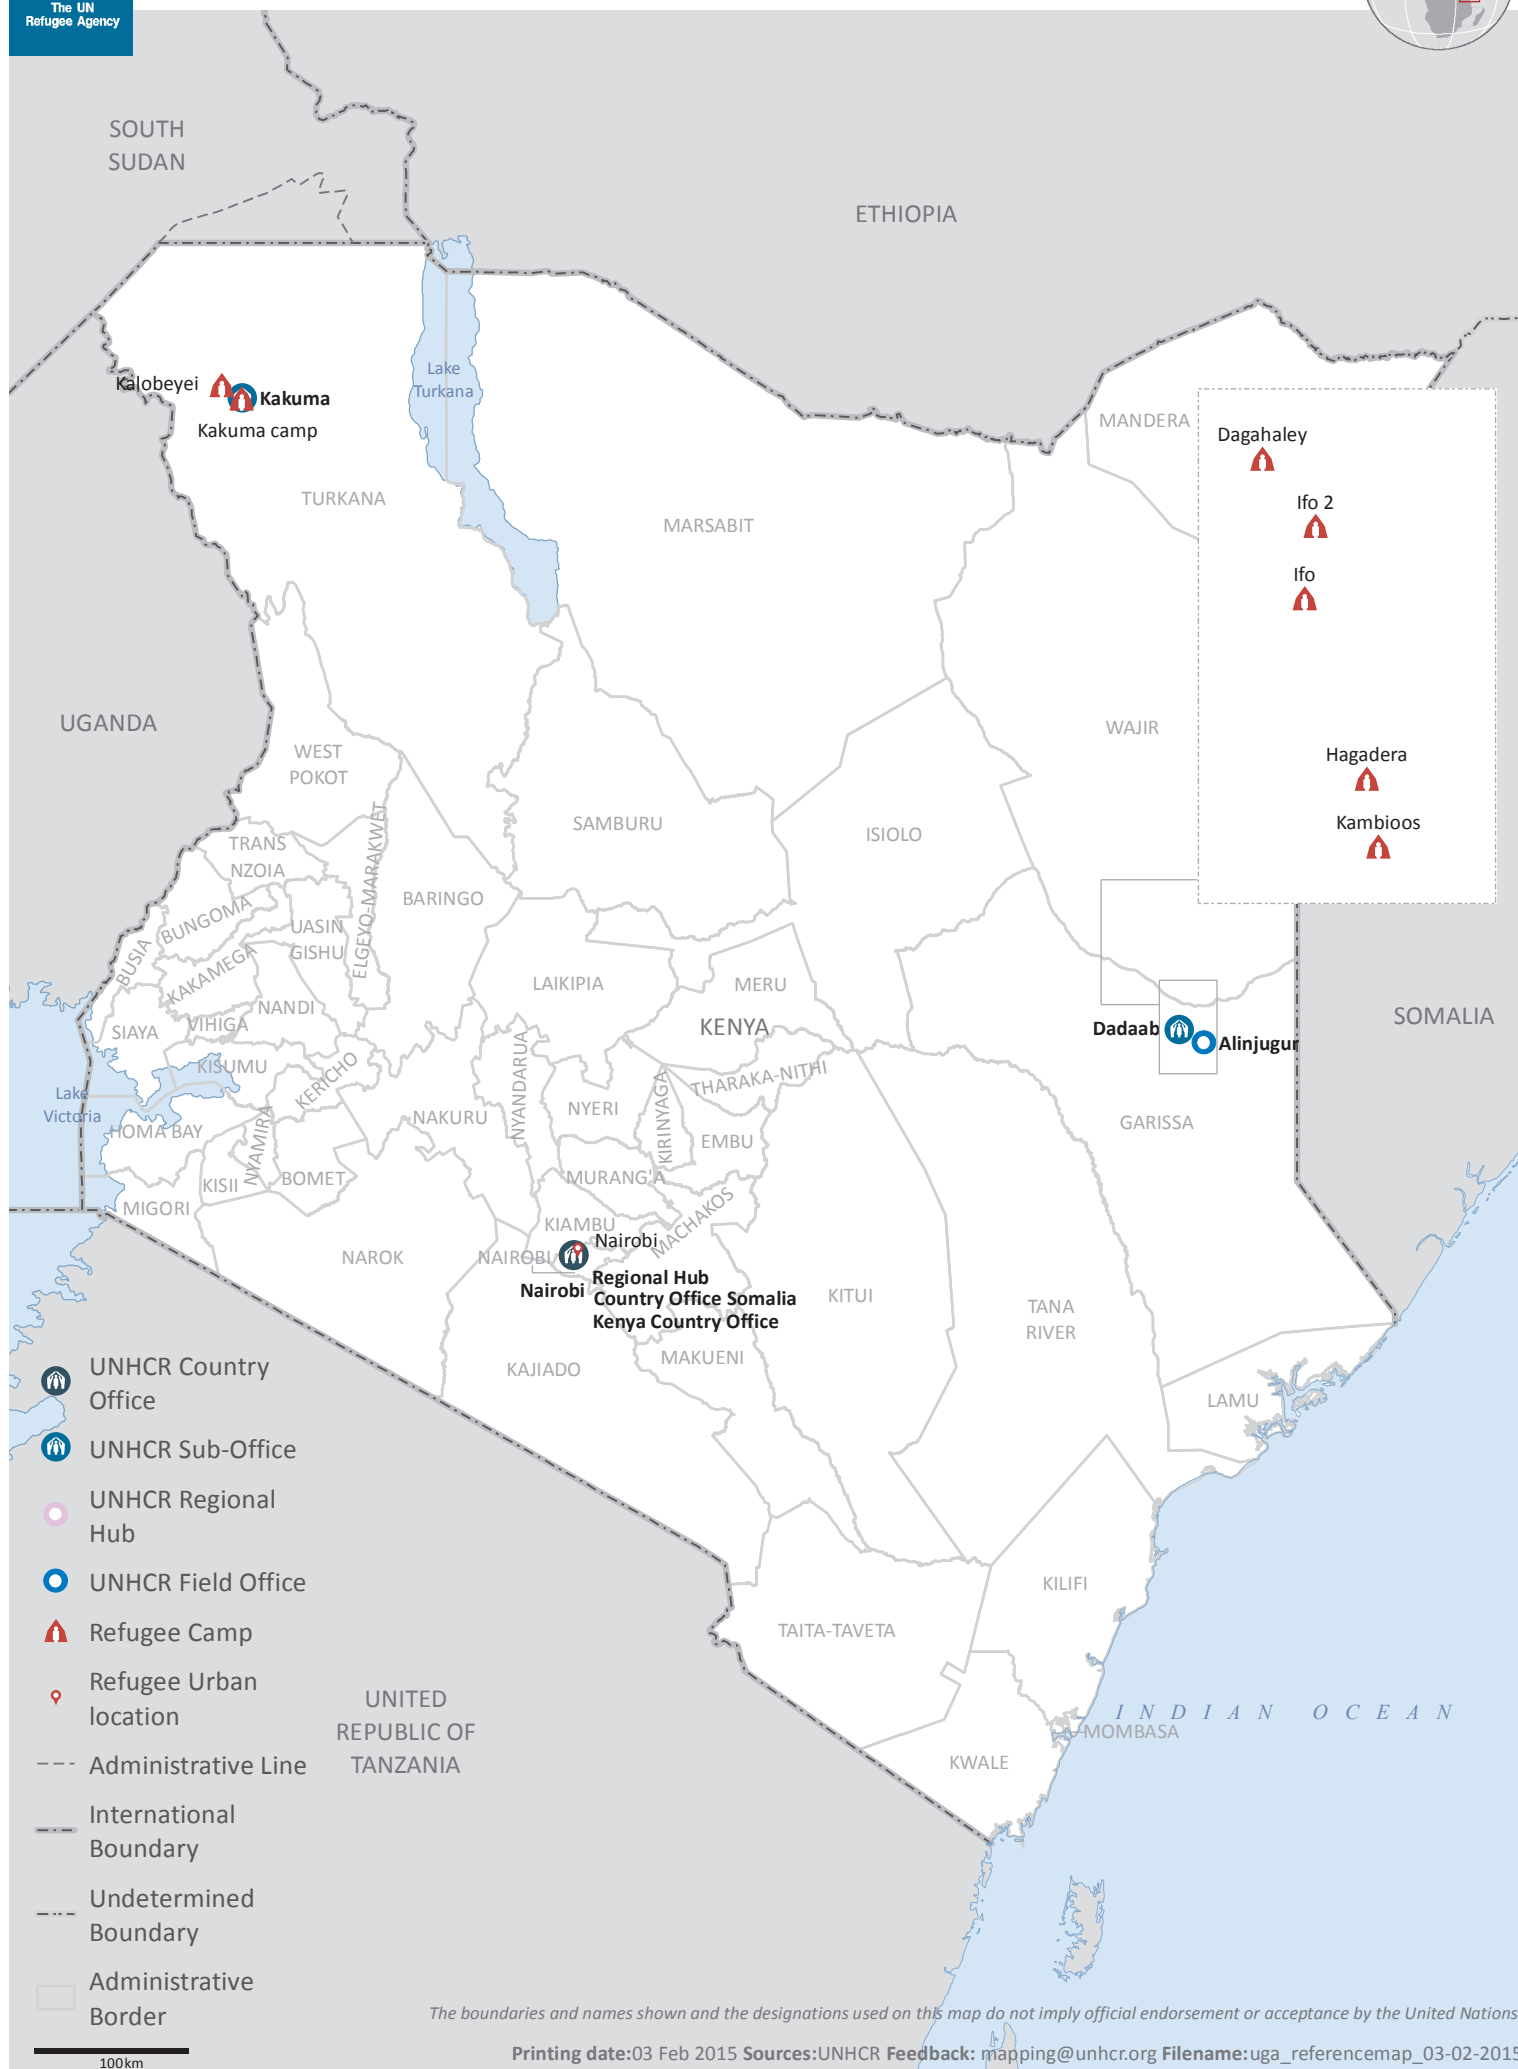 The UN
Refugee Agency
SOUTH
SUDAN
ETHIOPIA
Lake
Turkana
Kalobeyei
Kakuma
Kakuma camp
MANDERA
Dagahaley
TURKANA
Ifo 2
MARSABIT
Ifo
UGANDA
WAJIR
WEST
POKOT
Hagadera
SAMBURU
Kambioos
ISIOLO
TRANS
NZOIA
ELGEYO-MARAKWET
BARINGO
BUNGOMA
UASIN
GISHU
BUSIA
KAKAMEGA
LAIKIPIA
MERU
NANDI
SOMALIA
SIAYA
VIHIGA
KENYA
Dadaab
Alinjugur
KISUMU
KERICHO
NYANDARUA
THARAKA-NITHI
Lake
Victoria
NAKURU
NYERI
KIRINYAGA
GARISSA
HOMA BAY
NYAMIRA
EMBU
KISII
BOMET
MURANG'A
MIGORI
MACHAKOS
KIAMBU
Nairobi
NAROK
NAIROBI
Nairobi
Regional Hub
Country Office Somalia
Kenya Country Office
KITUI
TANA
RIVER
MAKUENI
KAJIADO
LAMU
UNHCR Country
Office
UNHCR Sub-Office
UNHCR Regional
Hub
UNHCR Field Office
Refugee Camp
Refugee Urban
location
Administrative Line
International
Boundary
Undetermined
Boundary
Administrative
Border
KILIFI
TAITA-TAVETA
UNITED
REPUBLIC OF
TANZANIA
INDIAN OCEAN
MOMBASA
KWALE
The boundaries and names shown and the designations used on this map do not imply official endorsement or acceptance by the United Nations
100km
Printing date:03 Feb 2015 Sources:UNHCR Feedback: mapping@unhcr.org Filename:uga_referencemap_03-02-2015